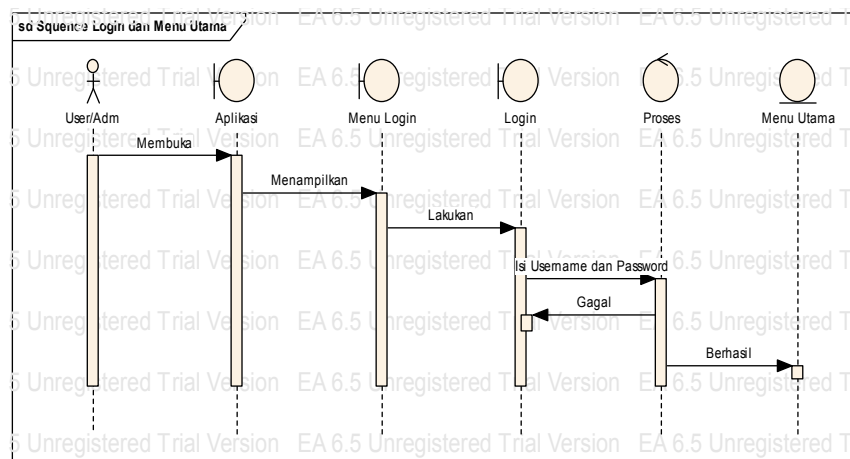 sd Squence Login dan Menu Utama
User/Adm
Aplikasi
Menu Login
Login
Proses
Menu Utama
Membuka
Menampilkan
Lakukan
Isi Username dan Password
Gagal
Berhasil
EA 6.5 Unregistered Trial Version